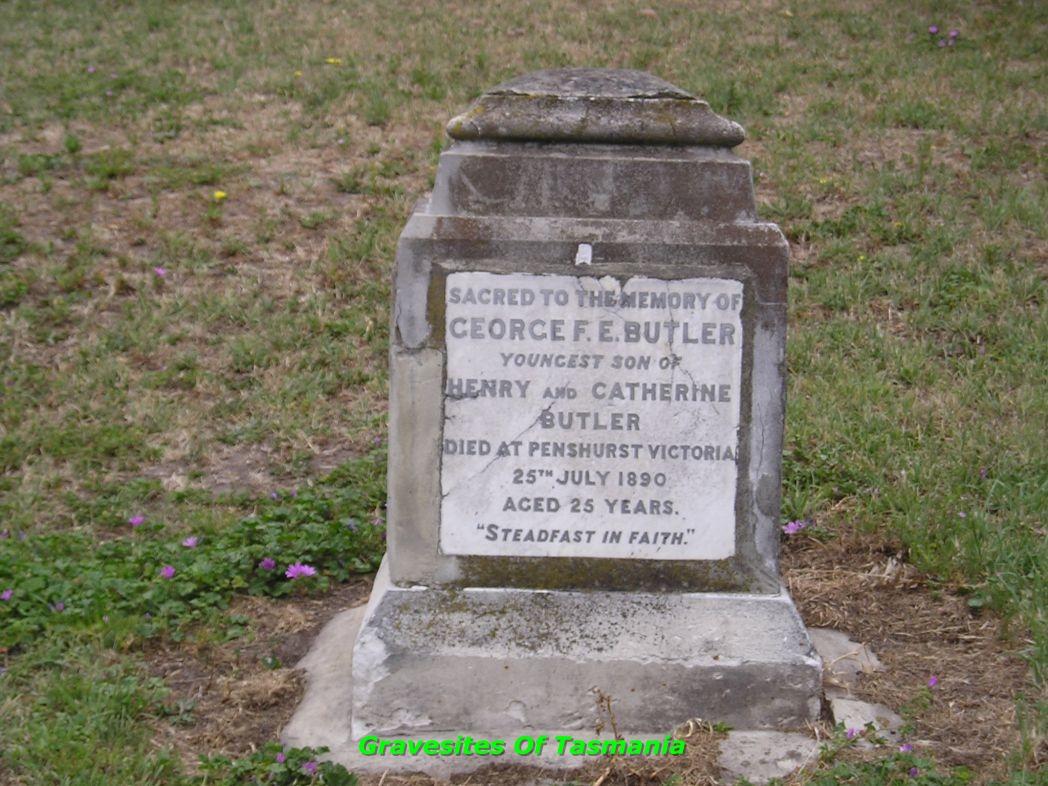 SACRED TO THE MEMORY OF
GEORGE F. E. BUTLER
YOUNGEST SON OF
HENRY AND CATHERINE
BUTLER
DIED AT PENSHURST VICTORIA
25TH JULY 1890
AGED 25 YEARS.
"STEADFAST IN FAITH."
Gravesites Of Tasmania